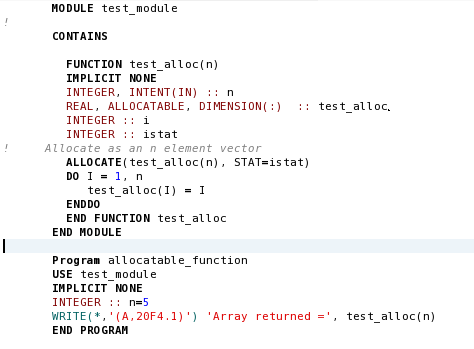 MODULE test_module
!
CONTAINS
FUNCTION test_alloc(n)
IMPLICIT NONE
INTEGER, INTENT(IN) :: n
REAL, ALLOCATABLE, DIMENSION(:)  :: test_alloc
INTEGER :: i
INTEGER :: istat
!     Allocate as an n element vector
ALLOCATE(test_alloc(n), STAT=istat)
DO I = 1, n
test_alloc(I) = I
ENDDO
END FUNCTION test_alloc
END MODULE
Program allocatable_function
USE test_module
IMPLICIT NONE
INTEGER :: n=5
WRITE(*,'(A,20F4.1)') 'Array returned =', test_alloc(n)
END PROGRAM